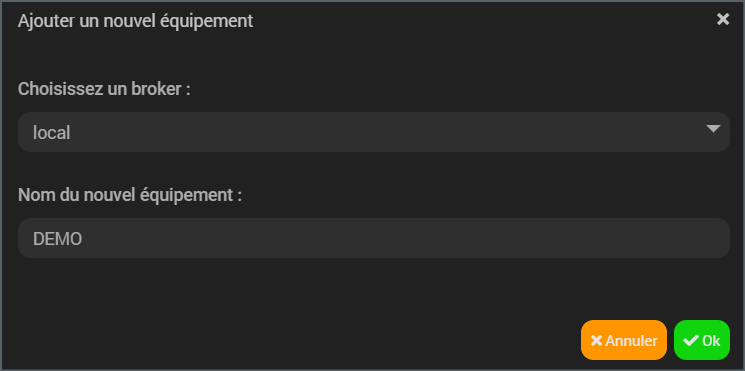 Ajouter un nouvel équipement
Choisissez un broker :
local
Nom du nouvel équipement :
DEMO
Annuler Ok